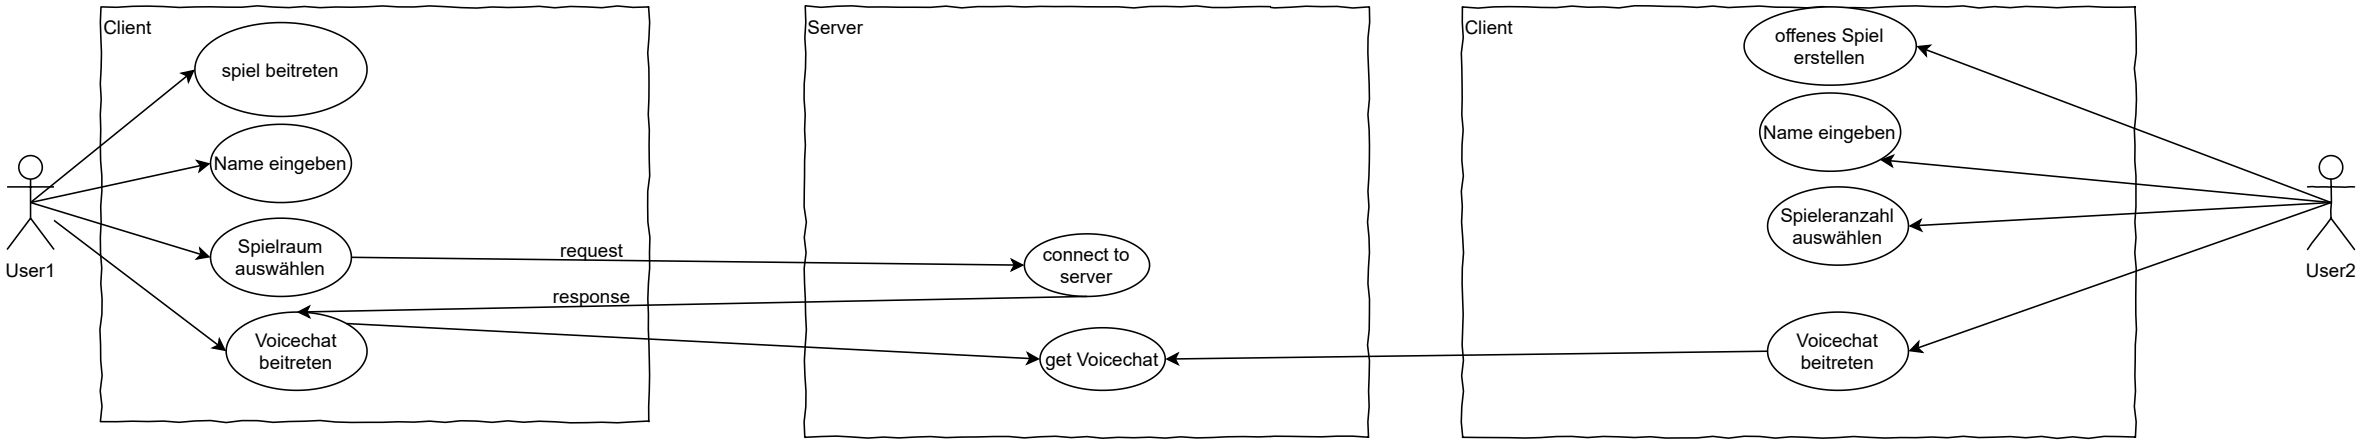 Client
spiel beitreten
Name eingeben
Spielraum
auswählen
Voicechat
beitreten
User1
request
response
Server
connect to
server
get Voicechat
Client
offenes Spiel
erstellen
Name eingeben
Spieleranzahl
auswählen
Voicechat
beitreten
User2